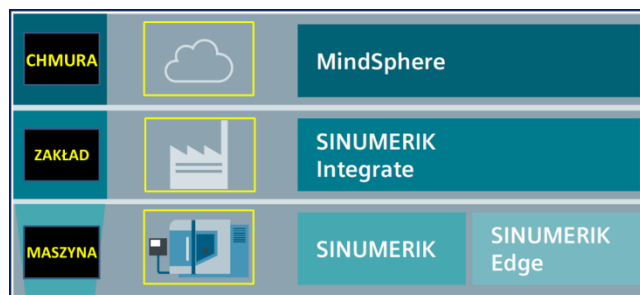 CHMURA
MindSphere
ZAKŁAD
SINUMERIK
Integrate
MASZYNA
SINUMERIK
SINUMERIK
Edge